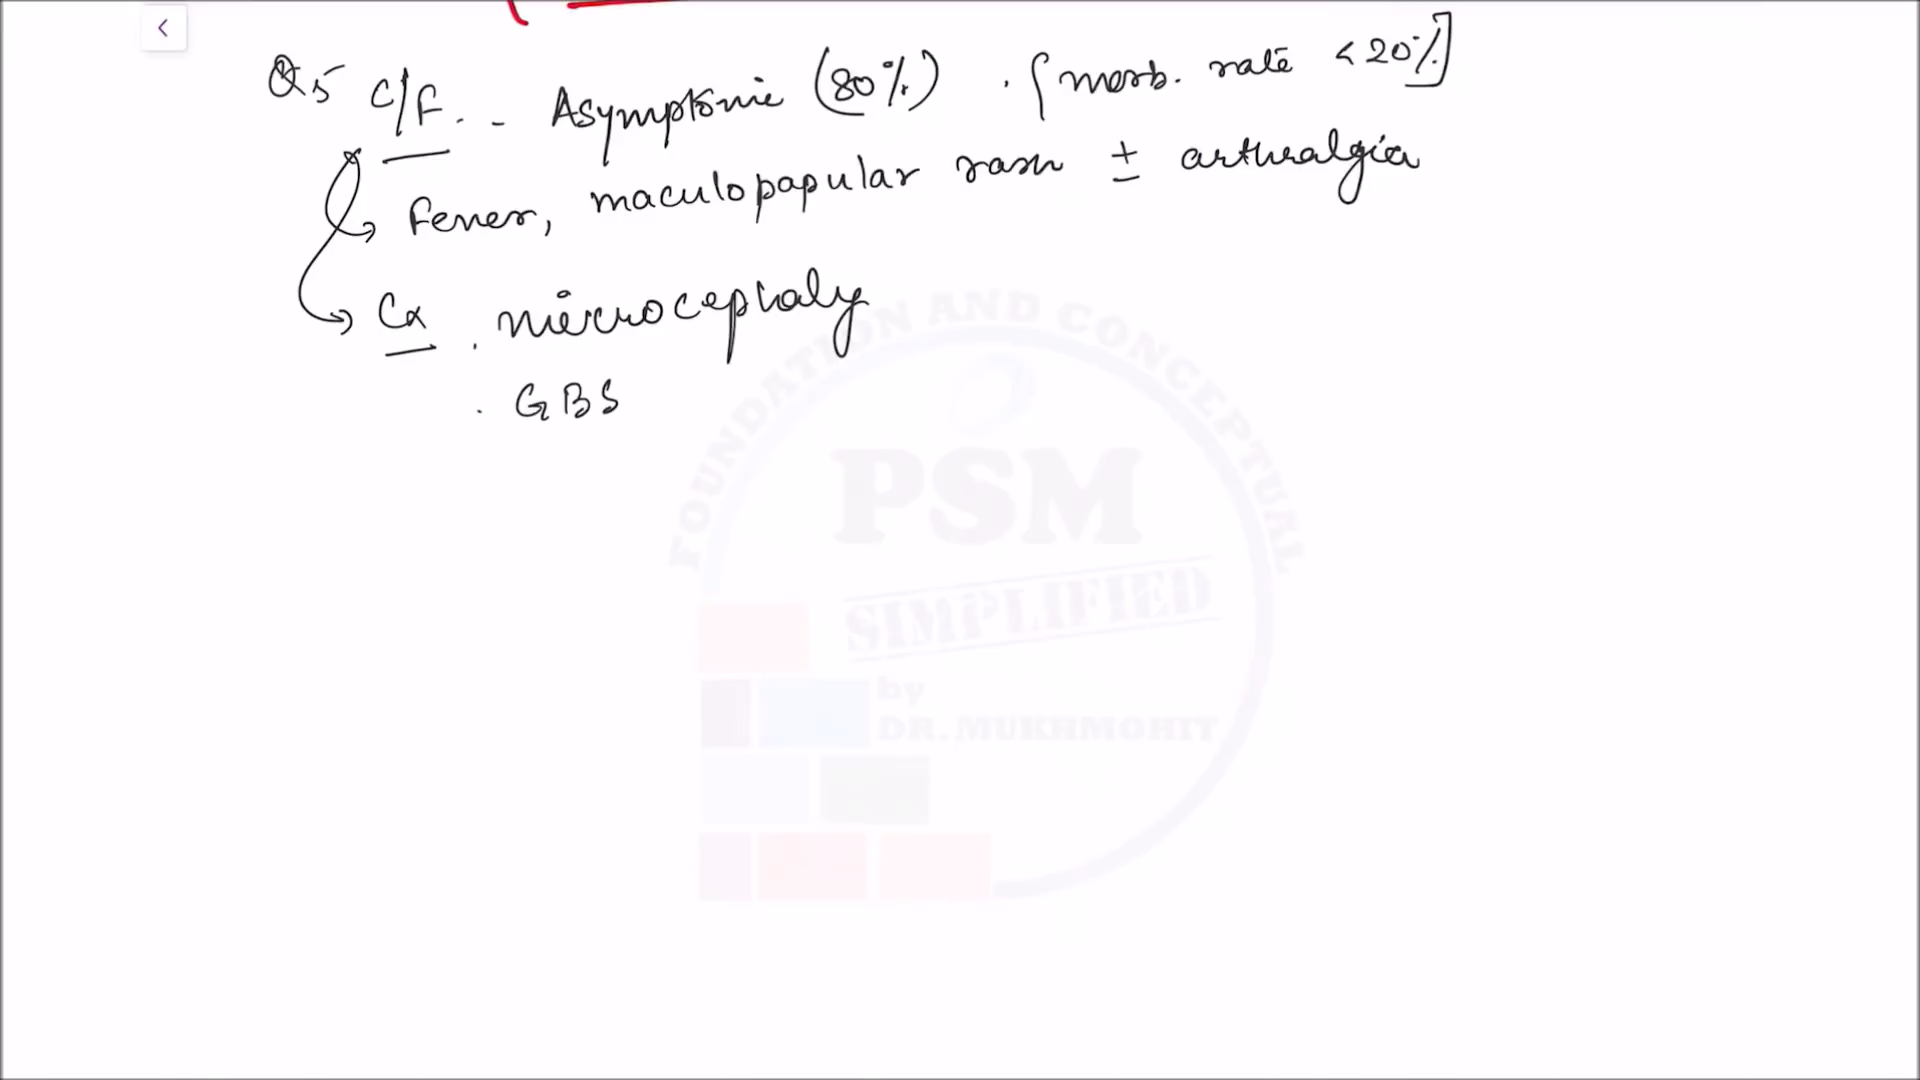 Q5 C/F. - Asymptomic (80%) . [morb. rate < 20%]
Fever, maculopapular rash ± arthralgia
Cx . microcephaly
. GBS
FOUNDATION AND CONCEPTUAL
PSM
SIMPLIFIED
by
DR. MUKHMOHIT